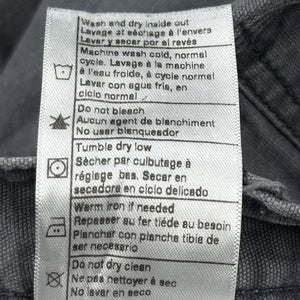 Wash and dry inside out
Lavage at séchage à l'envers
Lavar y secar por el revés
Machine wash cold, normal
cycle. Lavage à la machine
à l'eau froide, à cycle normal
Lavar con agua fria, en
ciclo normal
Do not bleach
Aucun agent de blanchiment
No usar blanqueador
Tumble dry low
Sècher par culbutage à
réglage bas. Secar en
secadora en ciclo delicado
Warm iron if needed
Repasser au fer tiéde au besoin
Planchar con plancha tibia de
ser necesario
Do not dry clean
Ne pas nettoyer à sec
No lavar en seco